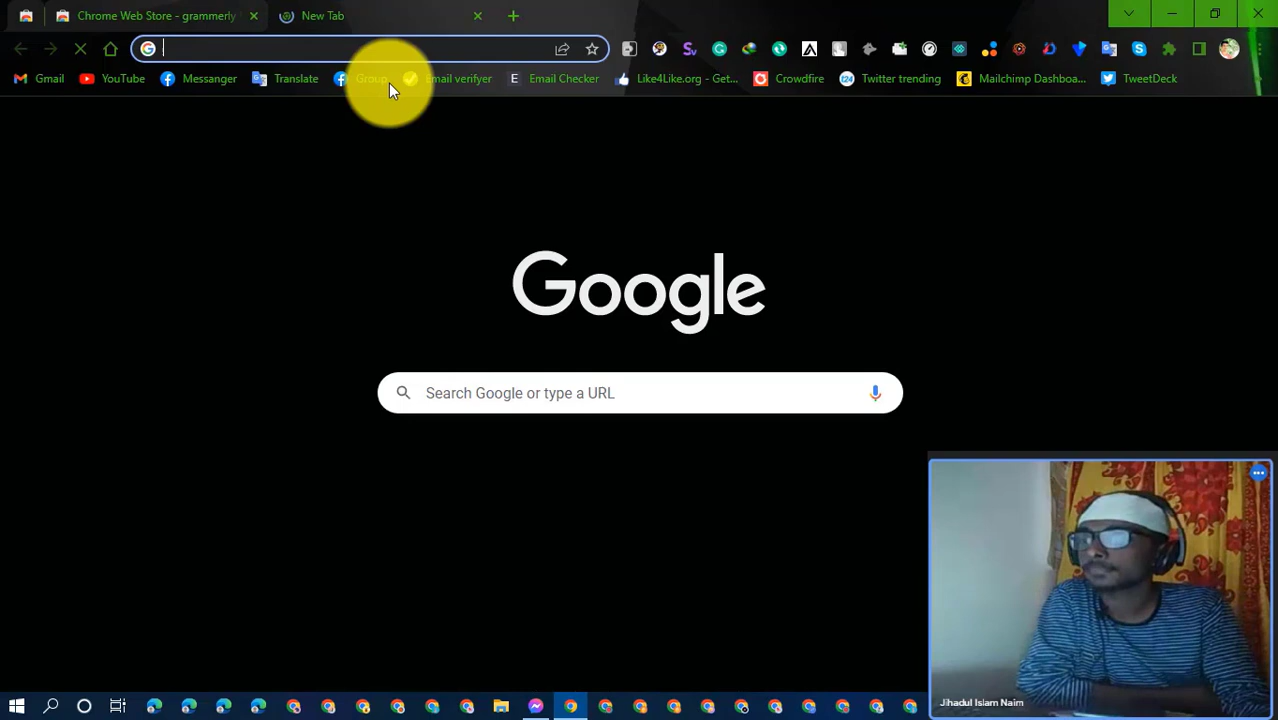 Chrome Web Store - grammerly
New Tab
Gmail
YouTube
Messanger
Translate
Group
Email verifyer
E
Email Checker
Like4Like.org - Get...
Crowdfire
t24
Twitter trending
Mailchimp Dashboa...
TweetDeck
Google
Search Google or type a URL
Jihadul Islam Naim